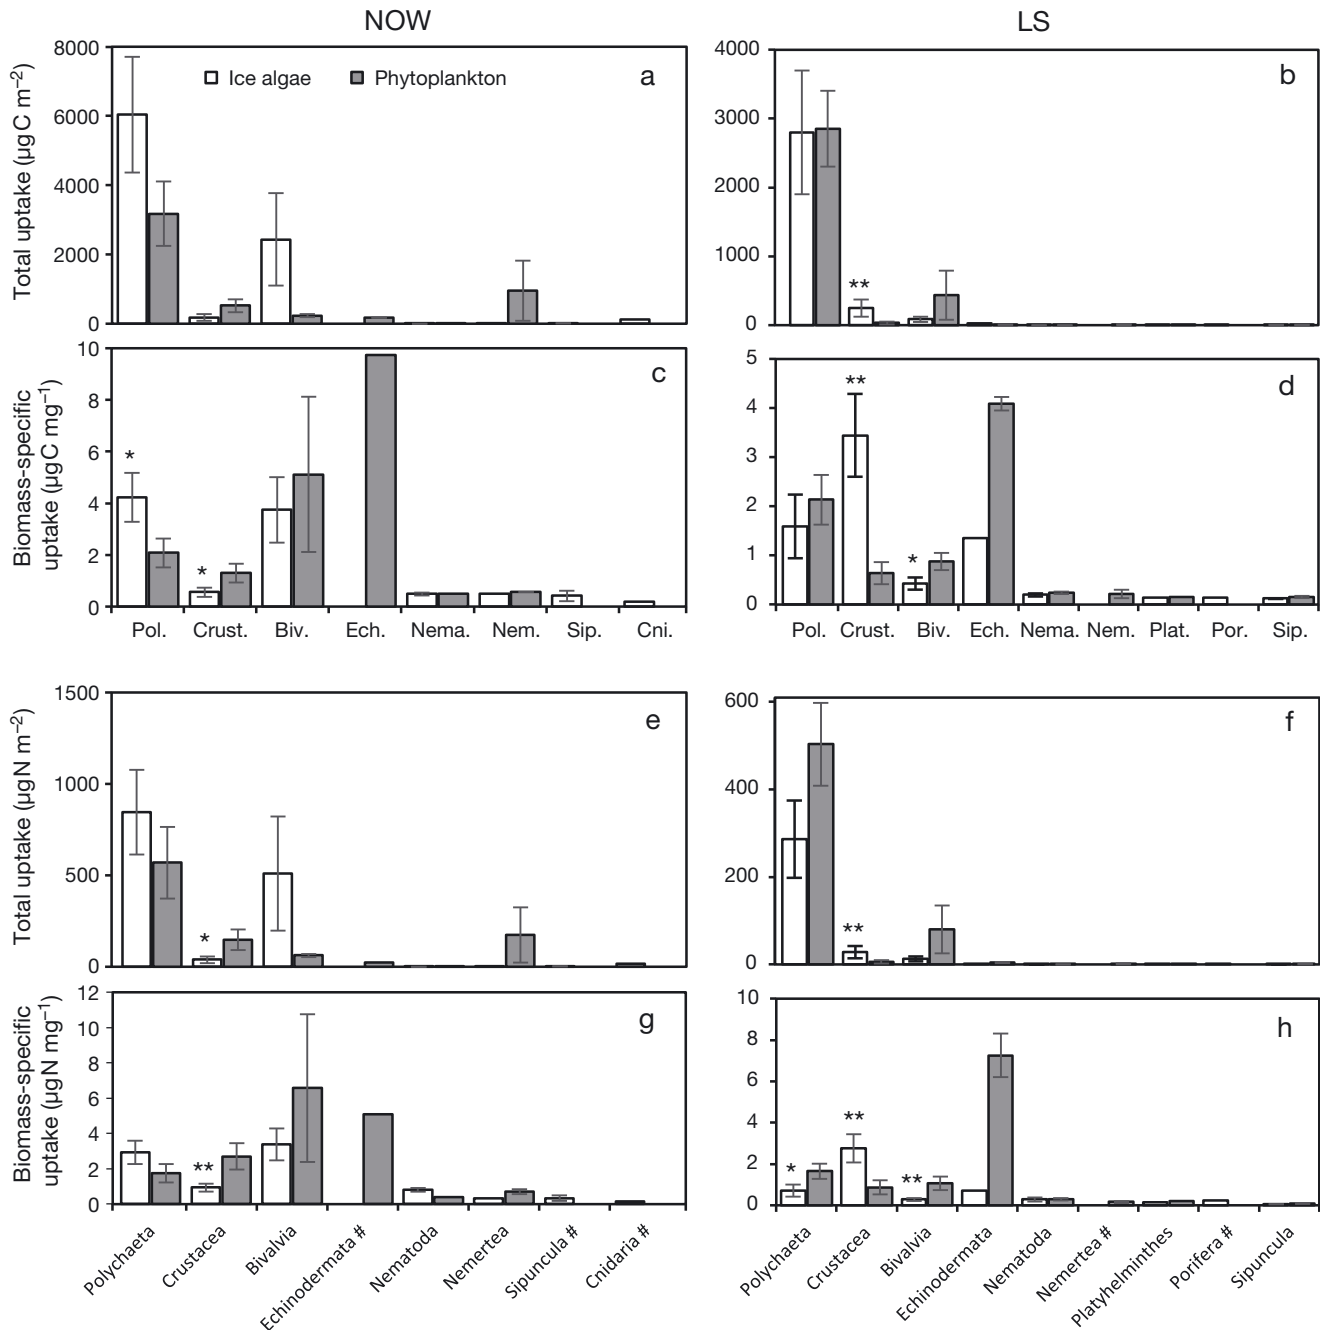 NOW
LS
8000
6000
4000
2000
0
Total uptake (µgC m–2)
Ice algae
Phytoplankton
a
4000
3000
2000
1000
0
b
**
10
8
6
4
2
0
Biomass-specific
uptake (µgC mg–1)
c
*
*
Pol. Crust. Biv. Ech. Nema. Nem. Sip. Cni.
5
4
3
2
1
0
d
**
*
Pol. Crust. Biv. Ech. Nema. Nem. Plat. Por. Sip.
1500
1000
500
0
Total uptake (µgN m–2)
e
*
600
400
200
0
f
**
12
10
8
6
4
2
0
Biomass-specific
uptake (µgN mg–1)
g
**
Polychaeta
Crustacea
Bivalvia
Echinodermata #
Nematoda
Nemertea
Sipuncula #
Cnidaria #
10
8
6
4
2
0
h
*
**
**
Polychaeta
Crustacea
Bivalvia
Echinodermata
Nematoda
Nemertea #
Platyhelminthes
Porifera #
Sipuncula